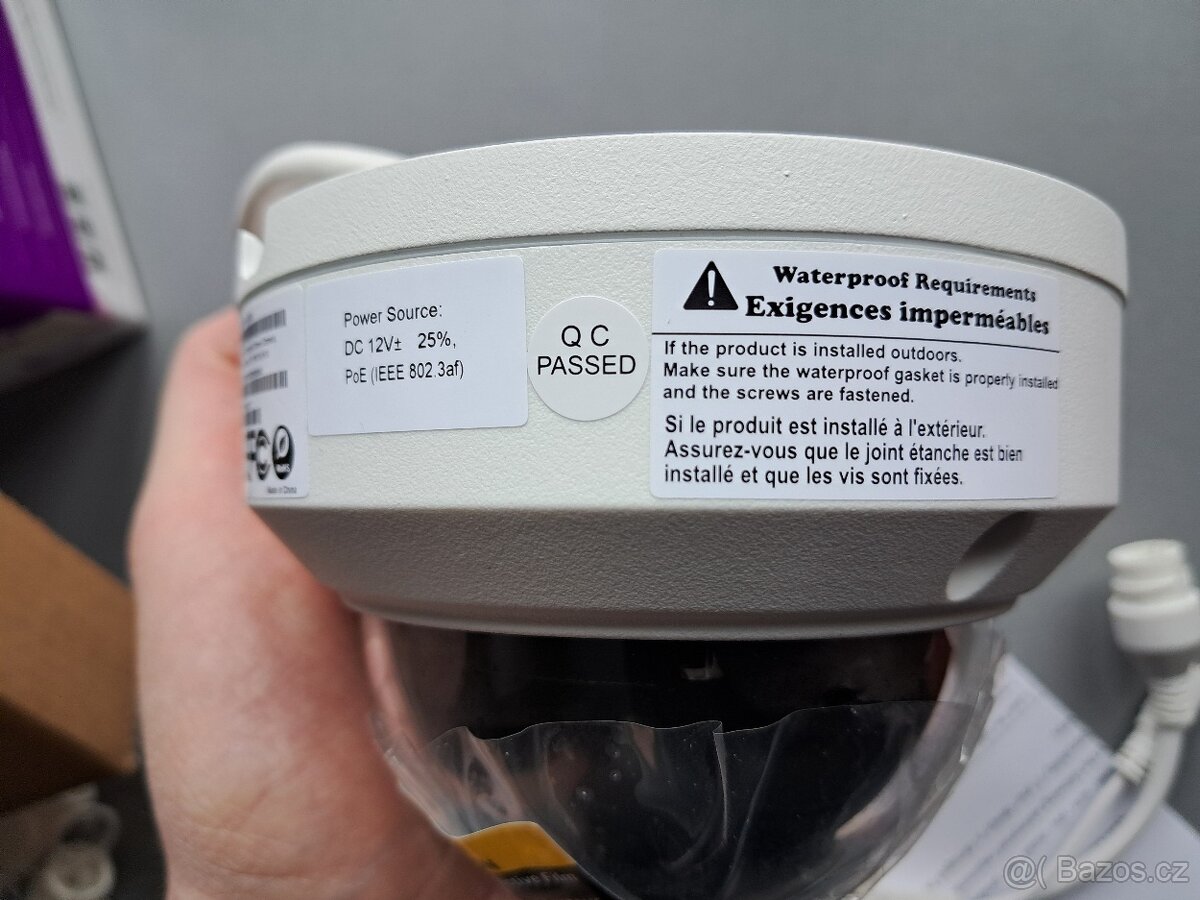 Power Source:
DC 12V± 25%,
PoE (IEEE 802.3af)
Q C
PASSED
Waterproof Requirements
Exigences imperméables
If the product is installed outdoors.
Make sure the waterproof gasket is properly installed
and the screws are fastened.
Si le produit est installé à l'extérieur.
Assurez-vous que le joint étanche est bien
installé et que les vis sont fixées.
FC
RoHS
Made in China
Film
@( Bazos.cz